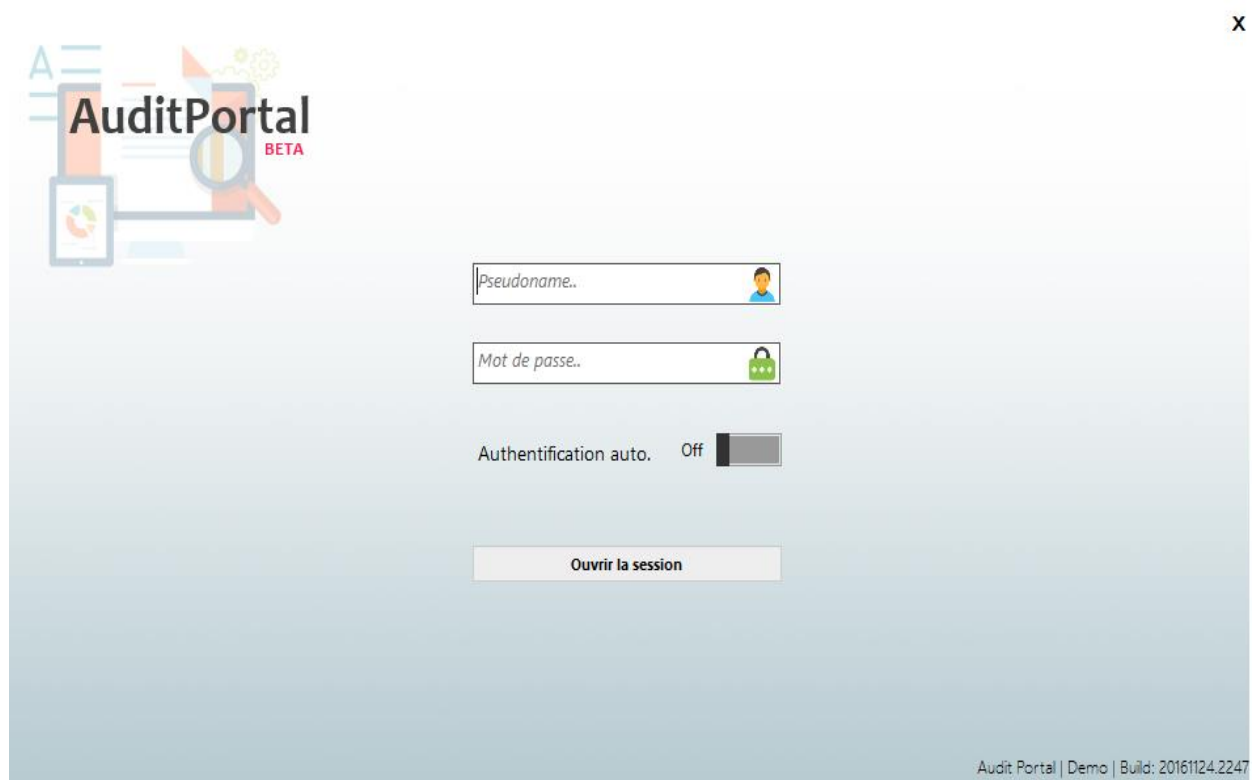 X
A
AuditPortal
BETA
Pseudoname..
Mot de passe..
Authentification auto. Off
Ouvrir la session
Audit Portal | Demo | Build: 20161124.2247